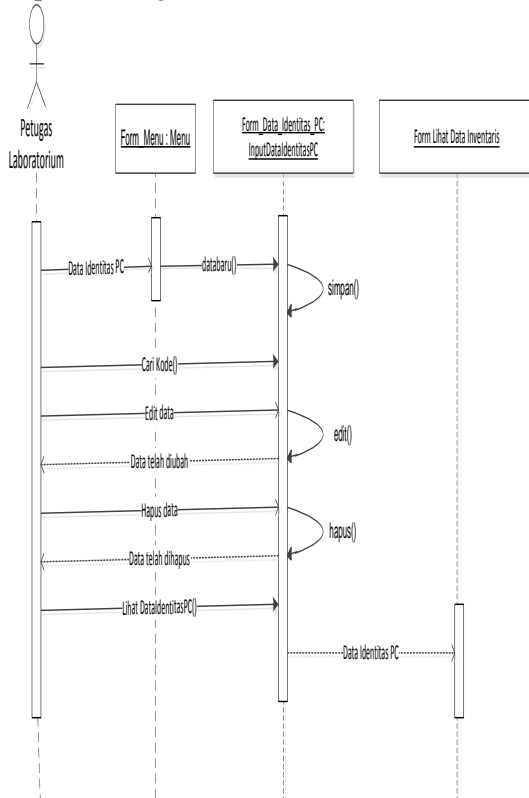 Petugas
Laboratorium
Form_Menu : Menu
Form_Data_Identitas_PC:
InputDataIdentitasPC
Form Lihat Data Inventaris
Data Identitas PC
databaru()
simpan()
Cari Kode()
Edit data
edit()
Data telah diubah
Hapus data
hapus()
Data telah dihapus
Lihat DataIdentitasPC()
Data Identitas PC